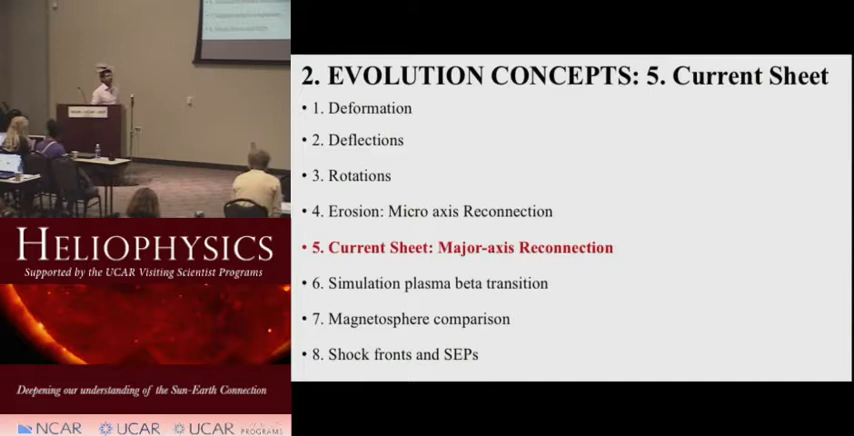 2. EVOLUTION CONCEPTS: 5. Current Sheet
• 1. Deformation
• 2. Deflections
• 3. Rotations
• 4. Erosion: Micro axis Reconnection
• 5. Current Sheet: Major-axis Reconnection
• 6. Simulation plasma beta transition
• 7. Magnetosphere comparison
• 8. Shock fronts and SEPs
HELIOPHYSICS
Supported by the UCAR Visiting Scientist Programs
Deepening our understanding of the Sun-Earth Connection
NCAR UCAR UCAR PROGRAMS